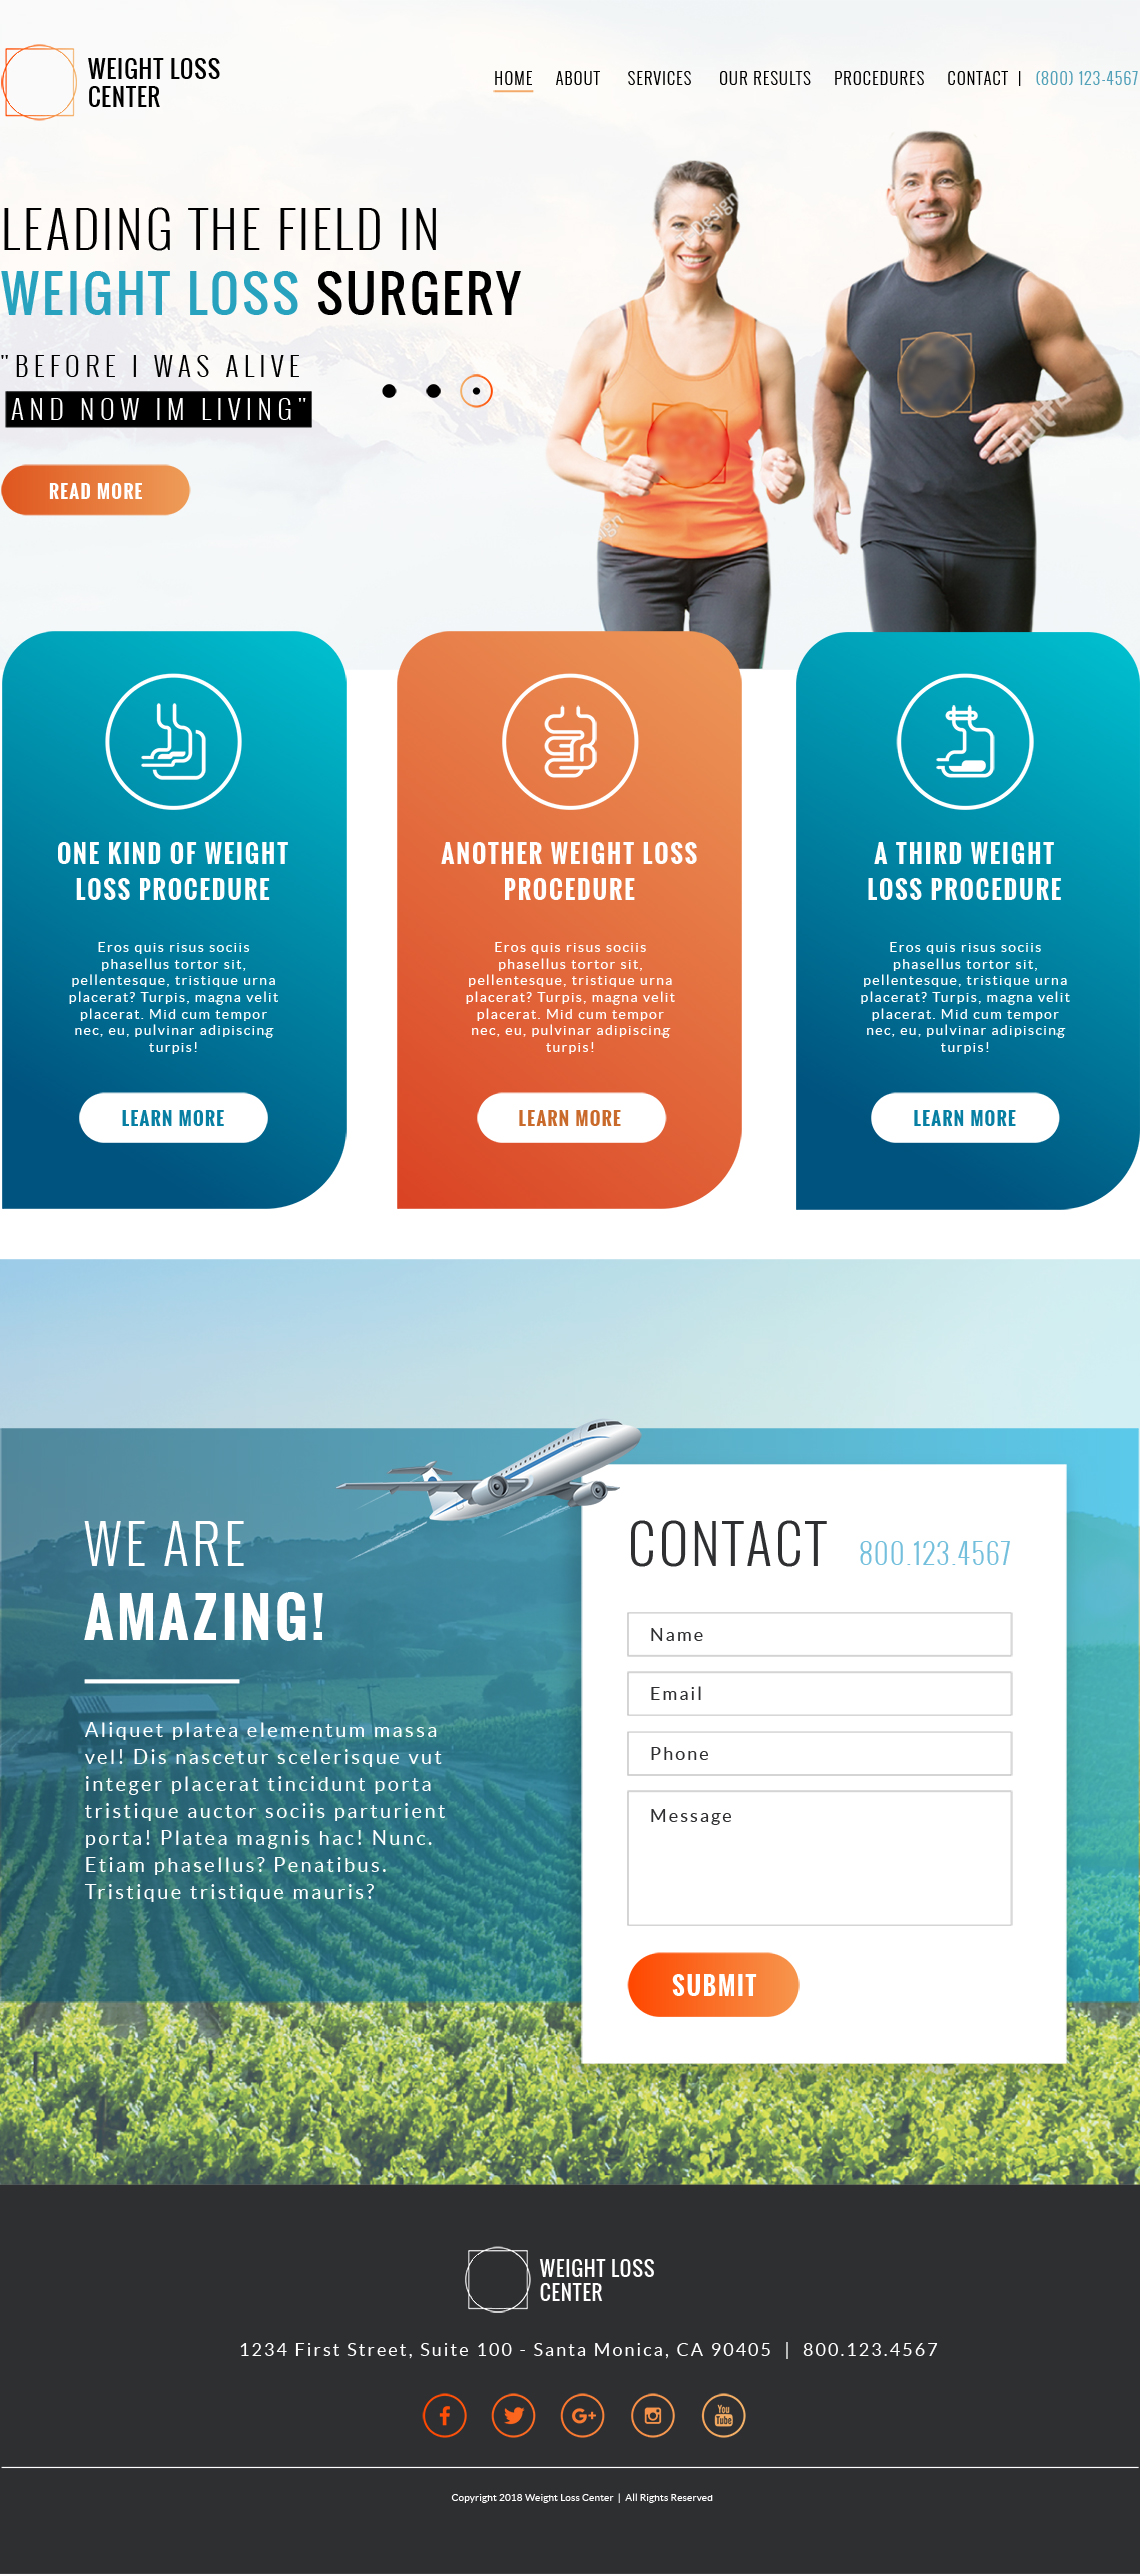 WEIGHT LOSS
CENTER
HOME ABOUT SERVICES OUR RESULTS PROCEDURES CONTACT | (800) 123-4567
LEADING THE FIELD IN
WEIGHT LOSS SURGERY
"BEFORE I WAS ALIVE
AND NOW IM LIVING"
READ MORE
ONE KIND OF WEIGHT
LOSS PROCEDURE
Eros quis risus sociis
phasellus tortor sit,
pellentesque, tristique urna
placerat? Turpis, magna velit
placerat. Mid cum tempor
nec, eu, pulvinar adipiscing
turpis!
LEARN MORE
ANOTHER WEIGHT LOSS
PROCEDURE
Eros quis risus sociis
phasellus tortor sit,
pellentesque, tristique urna
placerat? Turpis, magna velit
placerat. Mid cum tempor
nec, eu, pulvinar adipiscing
turpis!
LEARN MORE
A THIRD WEIGHT
LOSS PROCEDURE
Eros quis risus sociis
phasellus tortor sit,
pellentesque, tristique urna
placerat? Turpis, magna velit
placerat. Mid cum tempor
nec, eu, pulvinar adipiscing
turpis!
LEARN MORE
WE ARE
AMAZING!
Aliquet platea elementum massa
vel! Dis nascetur scelerisque vut
integer placerat tincidunt porta
tristique auctor sociis parturient
porta! Platea magnis hac! Nunc.
Etiam phasellus? Penatibus.
Tristique tristique mauris?
CONTACT 800.123.4567
Name
Email
Phone
Message
SUBMIT
WEIGHT LOSS
CENTER
1234 First Street, Suite 100 - Santa Monica, CA 90405 | 800.123.4567
You
Tube
Copyright 2018 Weight Loss Center | All Rights Reserved